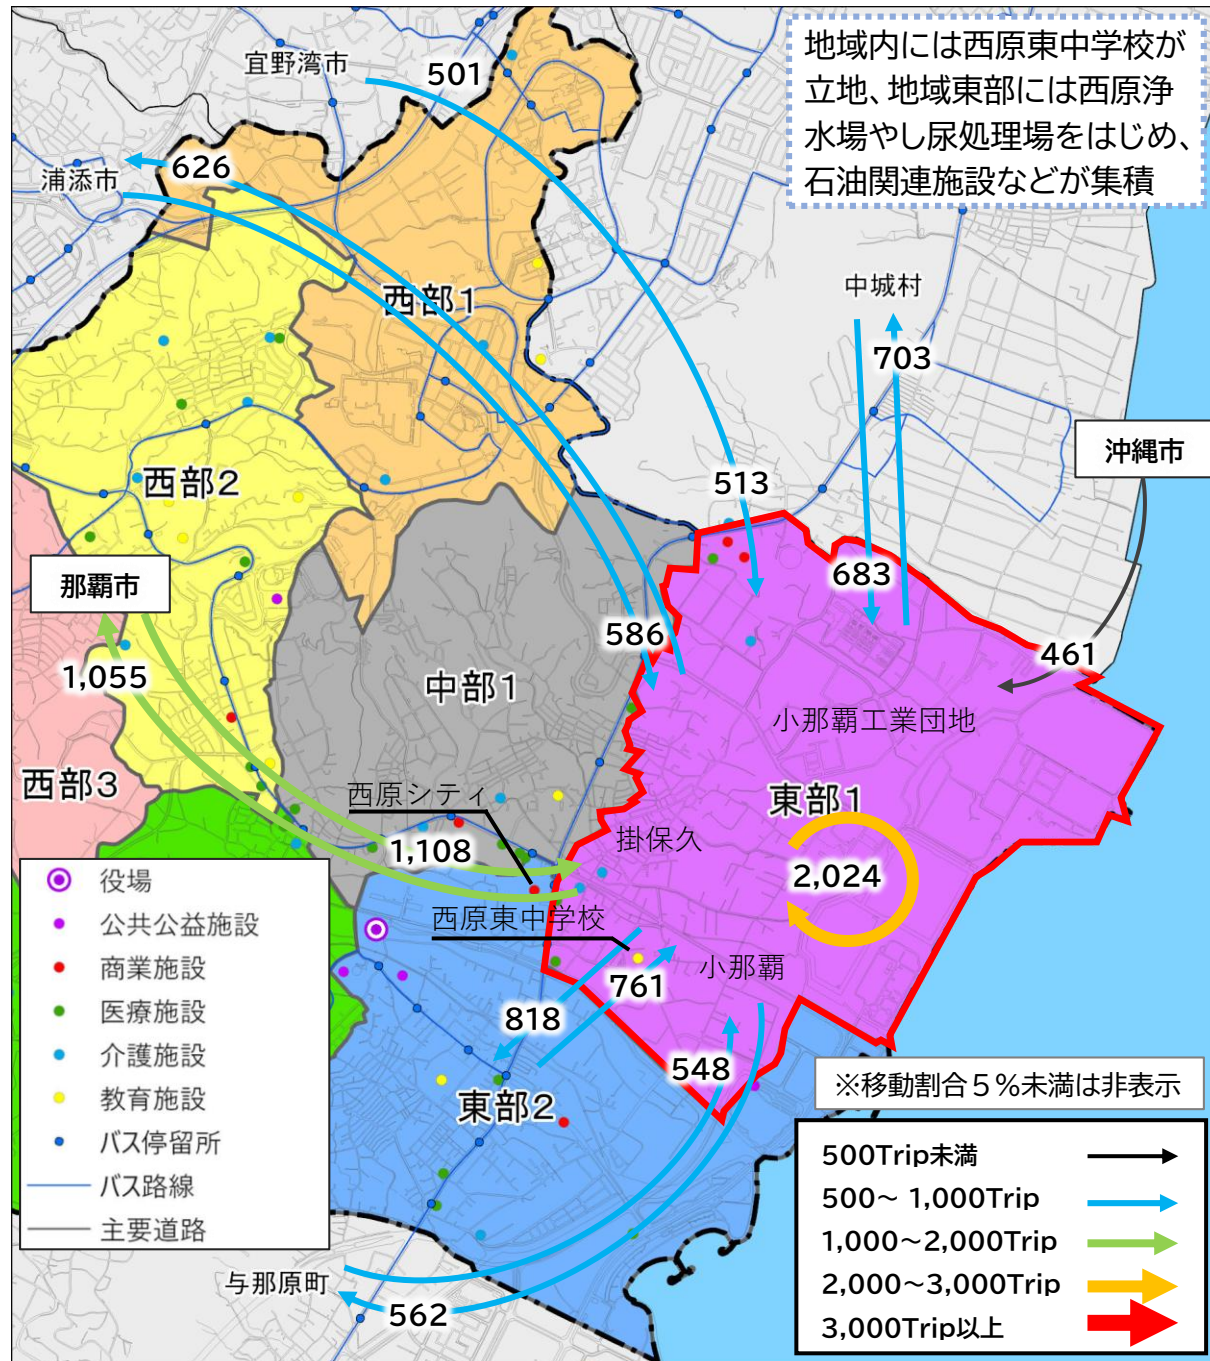 地域内には西原東中学校が
立地、地域東部には西原浄
水場やし尿処理場をはじめ、
石油関連施設などが集積
宜野湾市
501
626
浦添市
西部1
中城村
703
沖縄市
西部2
513
那覇市
683
586
461
1,055
中部1
小那覇工業団地
西部3
西原シティ
東部1
掛保久
1,108
2,024
西原東中学校
小那覇
761
818
548
東部2
与那原町
562
役場
公共公益施設
商業施設
医療施設
介護施設
教育施設
バス停留所
バス路線
主要道路
※移動割合５%未満は非表示
500Trip未満
500～ 1,000Trip
1,000～2,000Trip
2,000～3,000Trip
3,000Trip以上